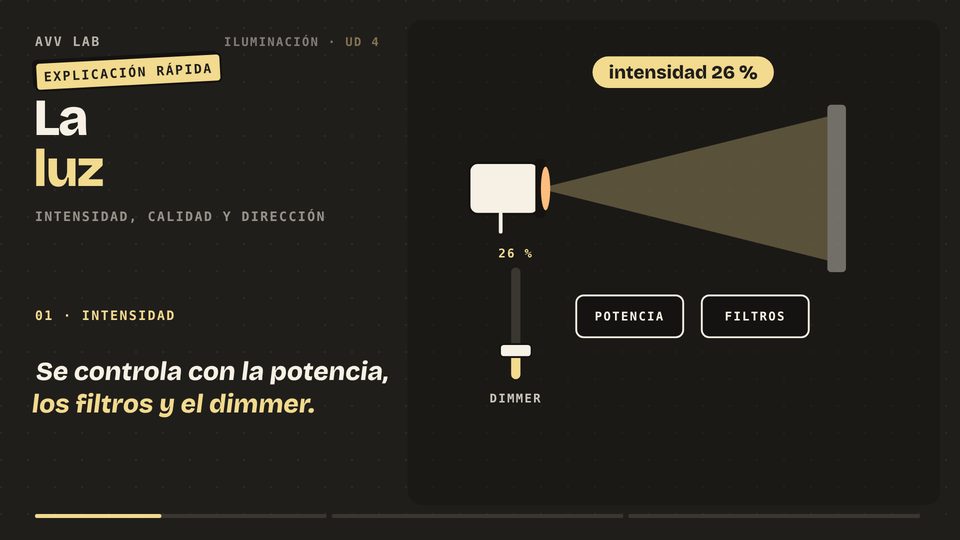 AVV LAB
ILUMINACIÓN · UD 4
EXPLICACIÓN RÁPIDA
La
luz
INTENSIDAD, CALIDAD Y DIRECCIÓN
01 · INTENSIDAD
Se controla con la potencia,
los filtros y el dimmer.
intensidad 26 %
26 %
POTENCIA
FILTROS
DIMMER